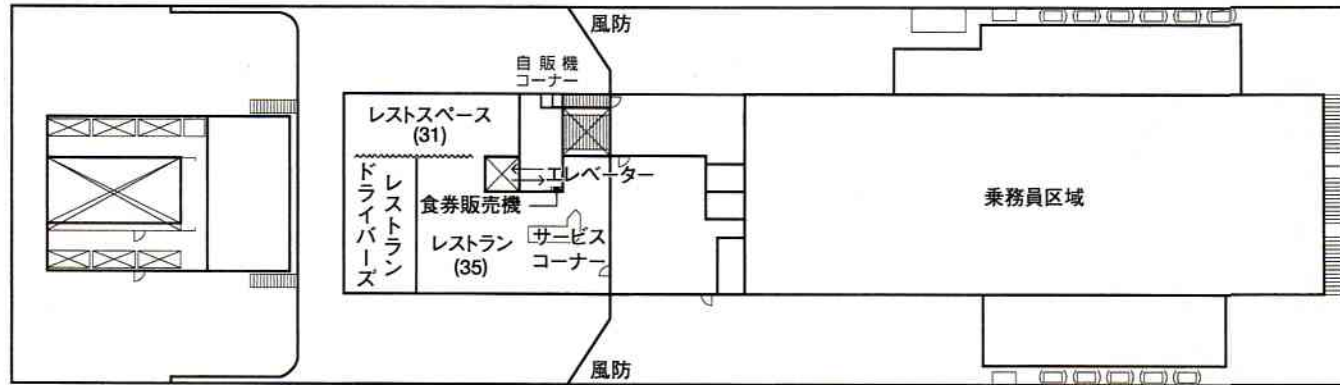 風防
自販機
コーナー
レストスペース
(31)
エレベーター
食券販売機
レストラン
ドライバーズ
レストラン
(35)
サービス
コーナー
乗務員区域
風防